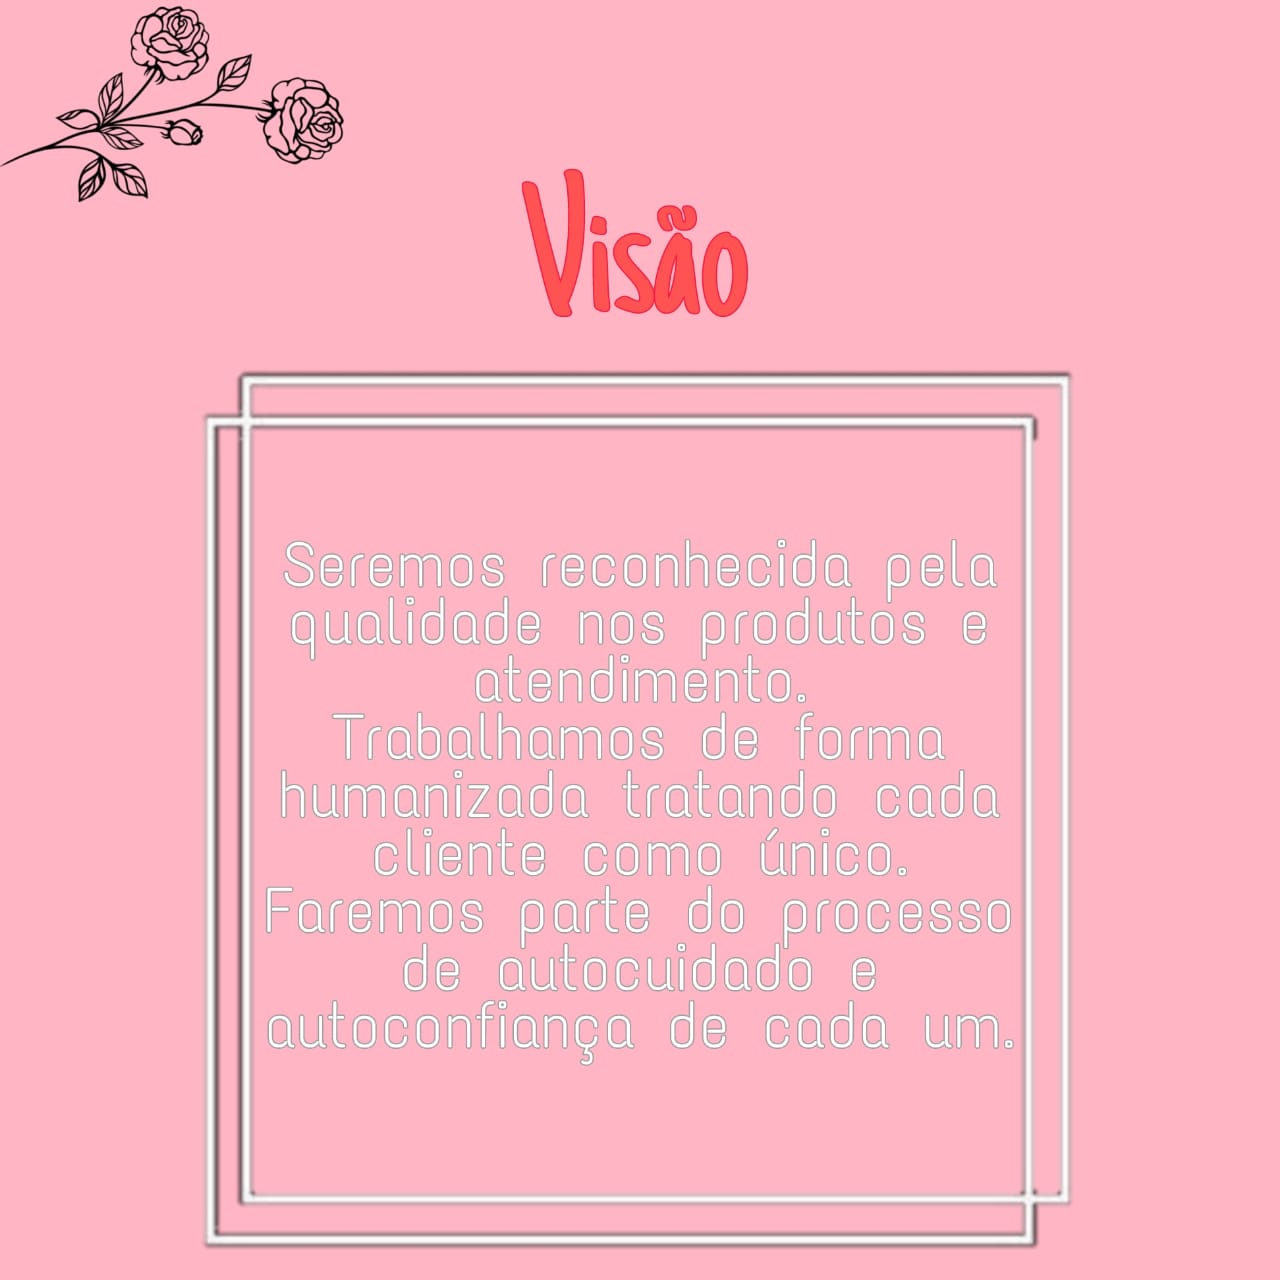 Visão
Seremos reconhecida pela
qualidade nos produtos e
atendimento.
Trabalhamos de forma
humanizada tratando cada
cliente como único.
Faremos parte do processo
de autocuidado e
autoconfiança de cada um.